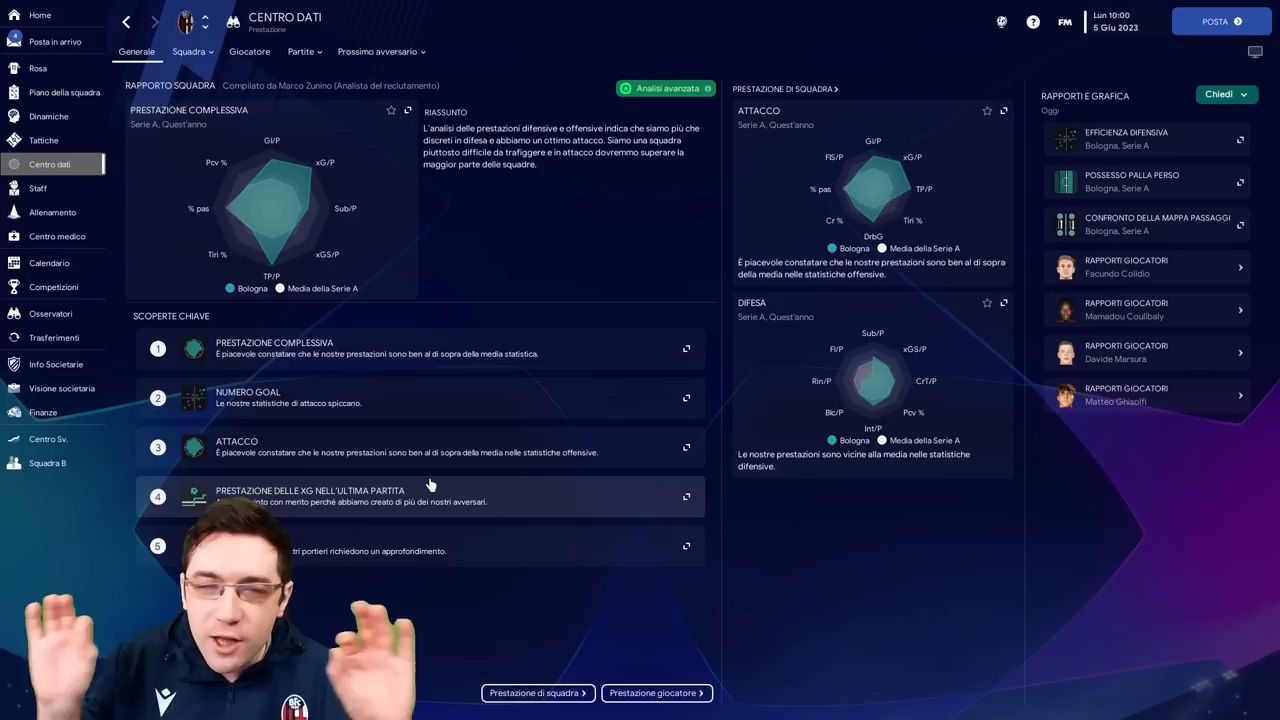 Home
4
Posta in arrivo
Rosa
Piano della squadra
Dinamiche
Tattiche
Centro dati
Staff
Allenamento
Centro medico
Calendario
Competizioni
Osservatori
Trasferimenti
Info Societarie
Visione societaria
Finanze
Centro Sv.
Squadra B
CENTRO DATI
Prestazione
FM
Lun 10:00
5 Giu 2023
POSTA
Generale
Squadra
Giocatore
Partite
Prossimo avversario
RAPPORTO SQUADRA Compilato da Marco Zunino (Analista del reclutamento)
Analisi avanzata
PRESTAZIONE COMPLESSIVA
Serie A, Quest'anno
Gl/P
xG/P
Sub/P
xGS/P
TP/P
Tiri %
% pas
Pcv %
Bologna
Media della Serie A
RIASSUNTO
L'analisi delle prestazioni difensive e offensive indica che siamo più che
discreti in difesa e abbiamo un ottimo attacco. Siamo una squadra
piuttosto difficile da trafiggere e in attacco dovremmo superare la
maggior parte delle squadre.
SCOPERTE CHIAVE
1
PRESTAZIONE COMPLESSIVA
È piacevole constatare che le nostre prestazioni sono ben al di sopra della media statistica.
2
NUMERO GOAL
Le nostre statistiche di attacco spiccano.
3
ATTACCO
È piacevole constatare che le nostre prestazioni sono ben al di sopra della media nelle statistiche offensive.
4
PRESTAZIONE DELLE XG NELL'ULTIMA PARTITA
con merito perché abbiamo creato di più dei nostri avversari.
5
portieri richiedono un approfondimento.
Prestazione di squadra
Prestazione giocatore
PRESTAZIONE DI SQUADRA
ATTACCO
Serie A, Quest'anno
Gl/P
xG/P
TP/P
Tiri %
DrbG
Cr %
% pas
FlS/P
Bologna
Media della Serie A
È piacevole constatare che le nostre prestazioni sono ben al di sopra
della media nelle statistiche offensive.
DIFESA
Serie A, Quest'anno
Sub/P
xGS/P
CrT/P
Pcv %
Int/P
Blc/P
Rin/P
Fl/P
Bologna
Media della Serie A
Le nostre prestazioni sono vicine alla media nelle statistiche
difensive.
RAPPORTI E GRAFICA
Oggi
Chiedi
EFFICIENZA DIFENSIVA
Bologna, Serie A
POSSESSO PALLA PERSO
Bologna, Serie A
CONFRONTO DELLA MAPPA PASSAGGI
Bologna, Serie A
RAPPORTI GIOCATORI
Facundo Colidio
RAPPORTI GIOCATORI
Mamadou Coulibaly
RAPPORTI GIOCATORI
Davide Marsura
RAPPORTI GIOCATORI
Matteo Ghisolfi
BFC